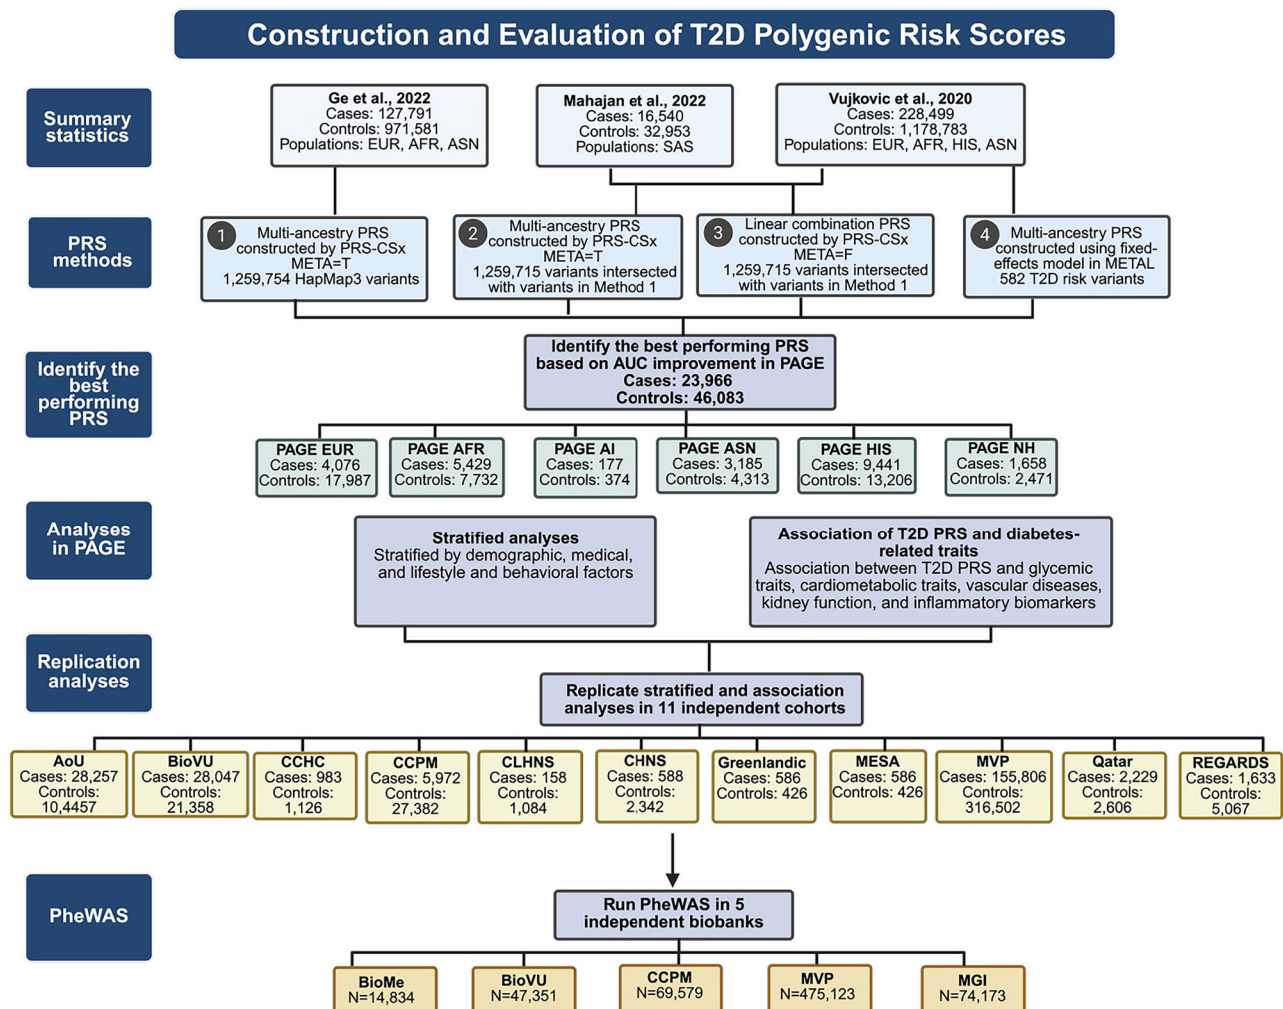 Construction and Evaluation of T2D Polygenic Risk Scores
Summary
statistics
Ge et al., 2022
Cases: 127,791
Controls: 971,581
Populations: EUR, AFR, ASN
Mahajan et al., 2022
Cases: 16,540
Controls: 32,953
Populations: SAS
Vujkovic et al., 2020
Cases: 228,499
Controls: 1,178,783
Populations: EUR, AFR, HIS, ASN
PRS
methods
1
Multi-ancestry PRS
constructed by PRS-CSx
META=T
1,259,754 HapMap3 variants
2
Multi-ancestry PRS
constructed by PRS-CSx
META=T
1,259,715 variants intersected
with variants in Method 1
3
Linear combination PRS
constructed by PRS-CSx
META=F
1,259,715 variants intersected
with variants in Method 1
4
Multi-ancestry PRS
constructed using fixed-
effects model in METAL
582 T2D risk variants
Identify the
best
performing
PRS
Identify the best performing PRS
based on AUC improvement in PAGE
Cases: 23,966
Controls: 46,083
PAGE EUR
Cases: 4,076
Controls: 17,987
PAGE AFR
Cases: 5,429
Controls: 7,732
PAGE AI
Cases: 177
Controls: 374
PAGE ASN
Cases: 3,185
Controls: 4,313
PAGE HIS
Cases: 9,441
Controls: 13,206
PAGE NH
Cases: 1,658
Controls: 2,471
Analyses
in PAGE
Stratified analyses
Stratified by demographic, medical,
and lifestyle and behavioral factors
Association of T2D PRS and diabetes-
related traits
Association between T2D PRS and glycemic
traits, cardiometabolic traits, vascular diseases,
kidney function, and inflammatory biomarkers
Replication
analyses
Replicate stratified and association
analyses in 11 independent cohorts
AoU
Cases: 28,257
Controls:
10,4457
BioVU
Cases: 28,047
Controls:
21,358
CCHC
Cases: 983
Controls:
1,126
CCPM
Cases: 5,972
Controls:
27,382
CLHNS
Cases: 158
Controls:
1,084
CHNS
Cases: 588
Controls:
2,342
Greenlandic
Cases: 586
Controls: 426
MESA
Cases: 586
Controls: 426
MVP
Cases: 155,806
Controls:
316,502
Qatar
Cases: 2,229
Controls:
2,606
REGARDS
Cases: 1,633
Controls:
5,067
PheWAS
Run PheWAS in 5
independent biobanks
BioMe
N=14,834
BioVU
N=47,351
CCPM
N=69,579
MVP
N=475,123
MGI
N=74,173